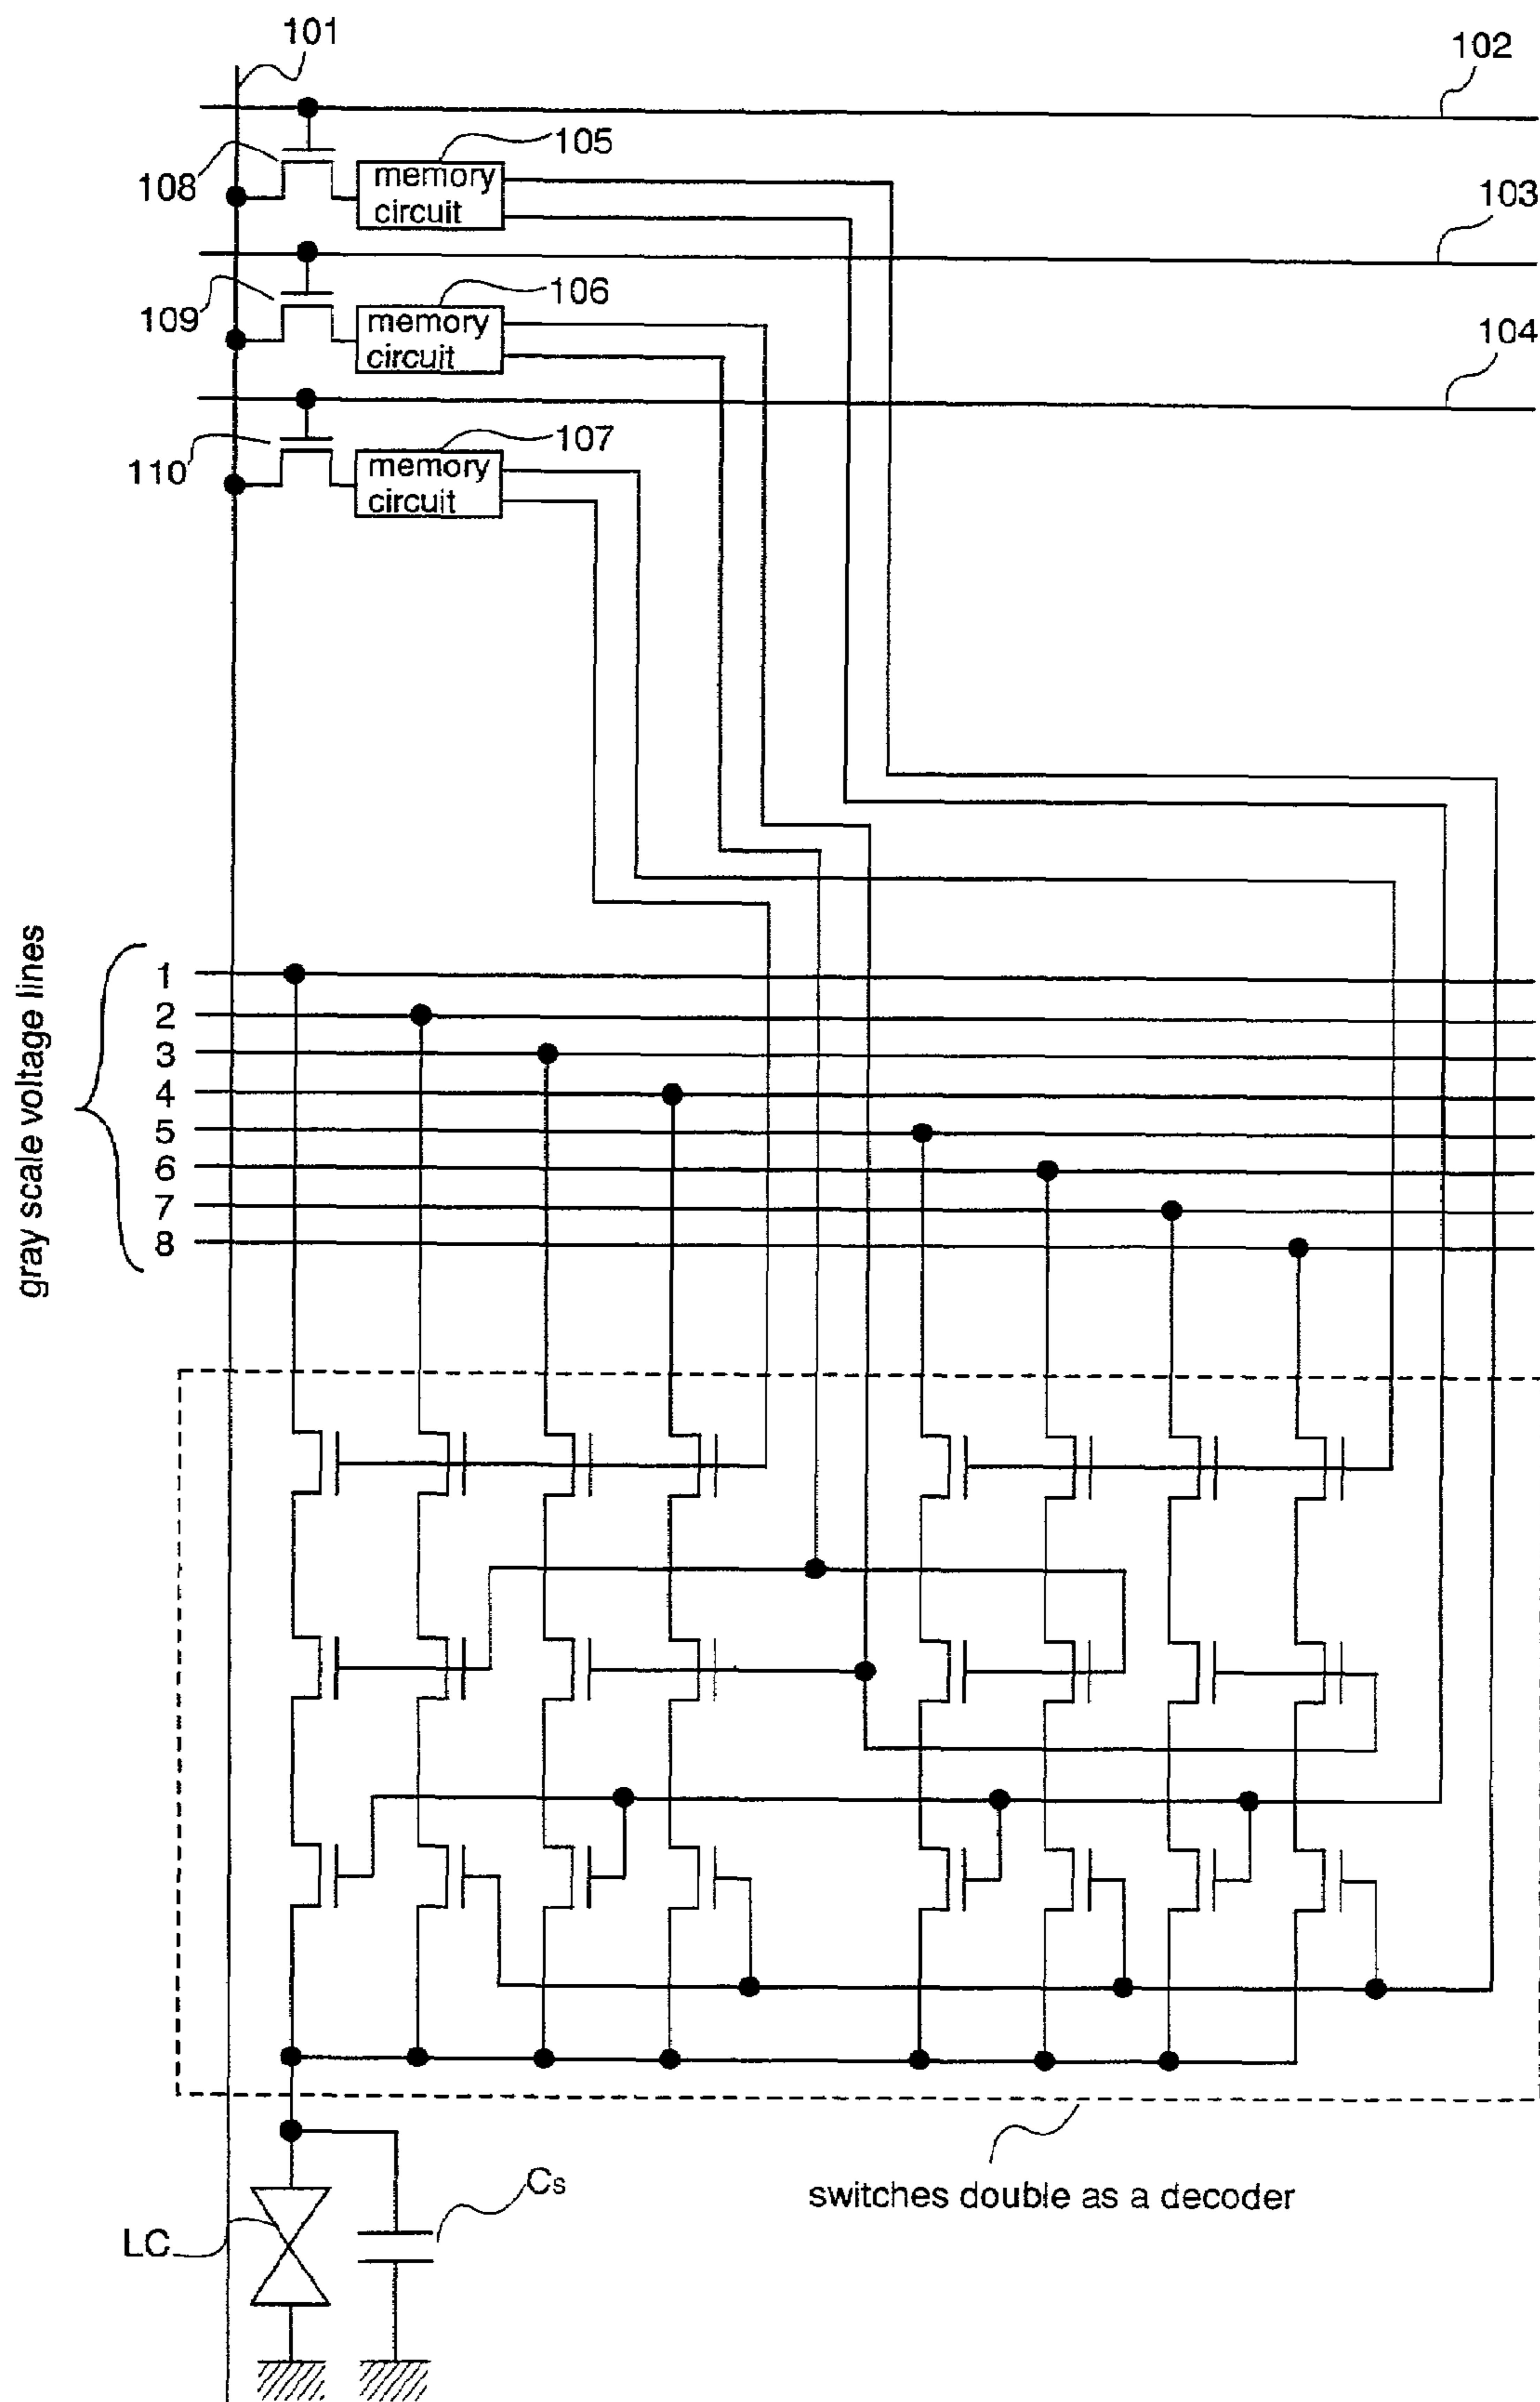 101
102
108
105
memory
circuit
103
109
106
memory
circuit
104
110
107
memory
circuit
gray scale voltage lines
1
2
3
4
5
6
7
8
Cs
LC
switches double as a decoder